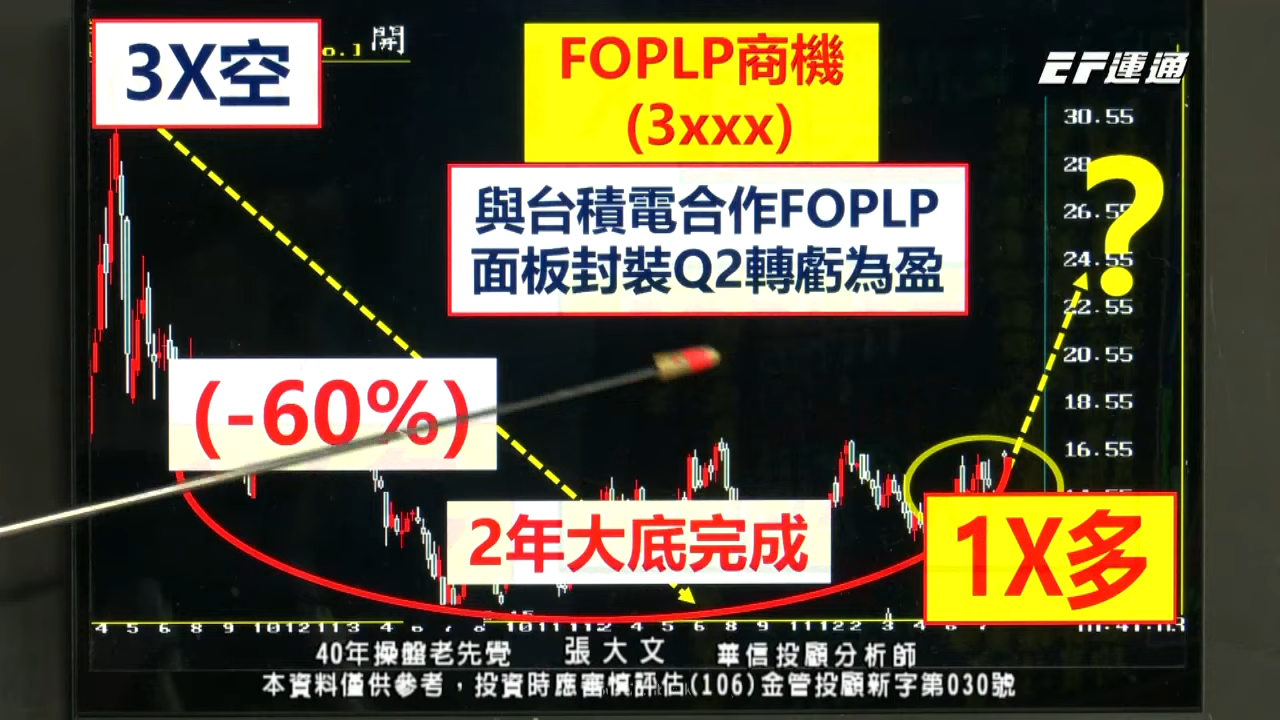 3X空
開
FOPLP商機
(3xxx)
EF運通
與台積電合作FOPLP
面板封裝Q2轉虧為盈
30.55
28
26.55
24.55
22.55
20.55
18.55
16.55
?
(-60%)
2年大底完成
1X多
40年操盤老先覺 張大文 華信投顧分析師
本資料僅供參考，投資時應審慎評估(106)金管投顧新字第030號